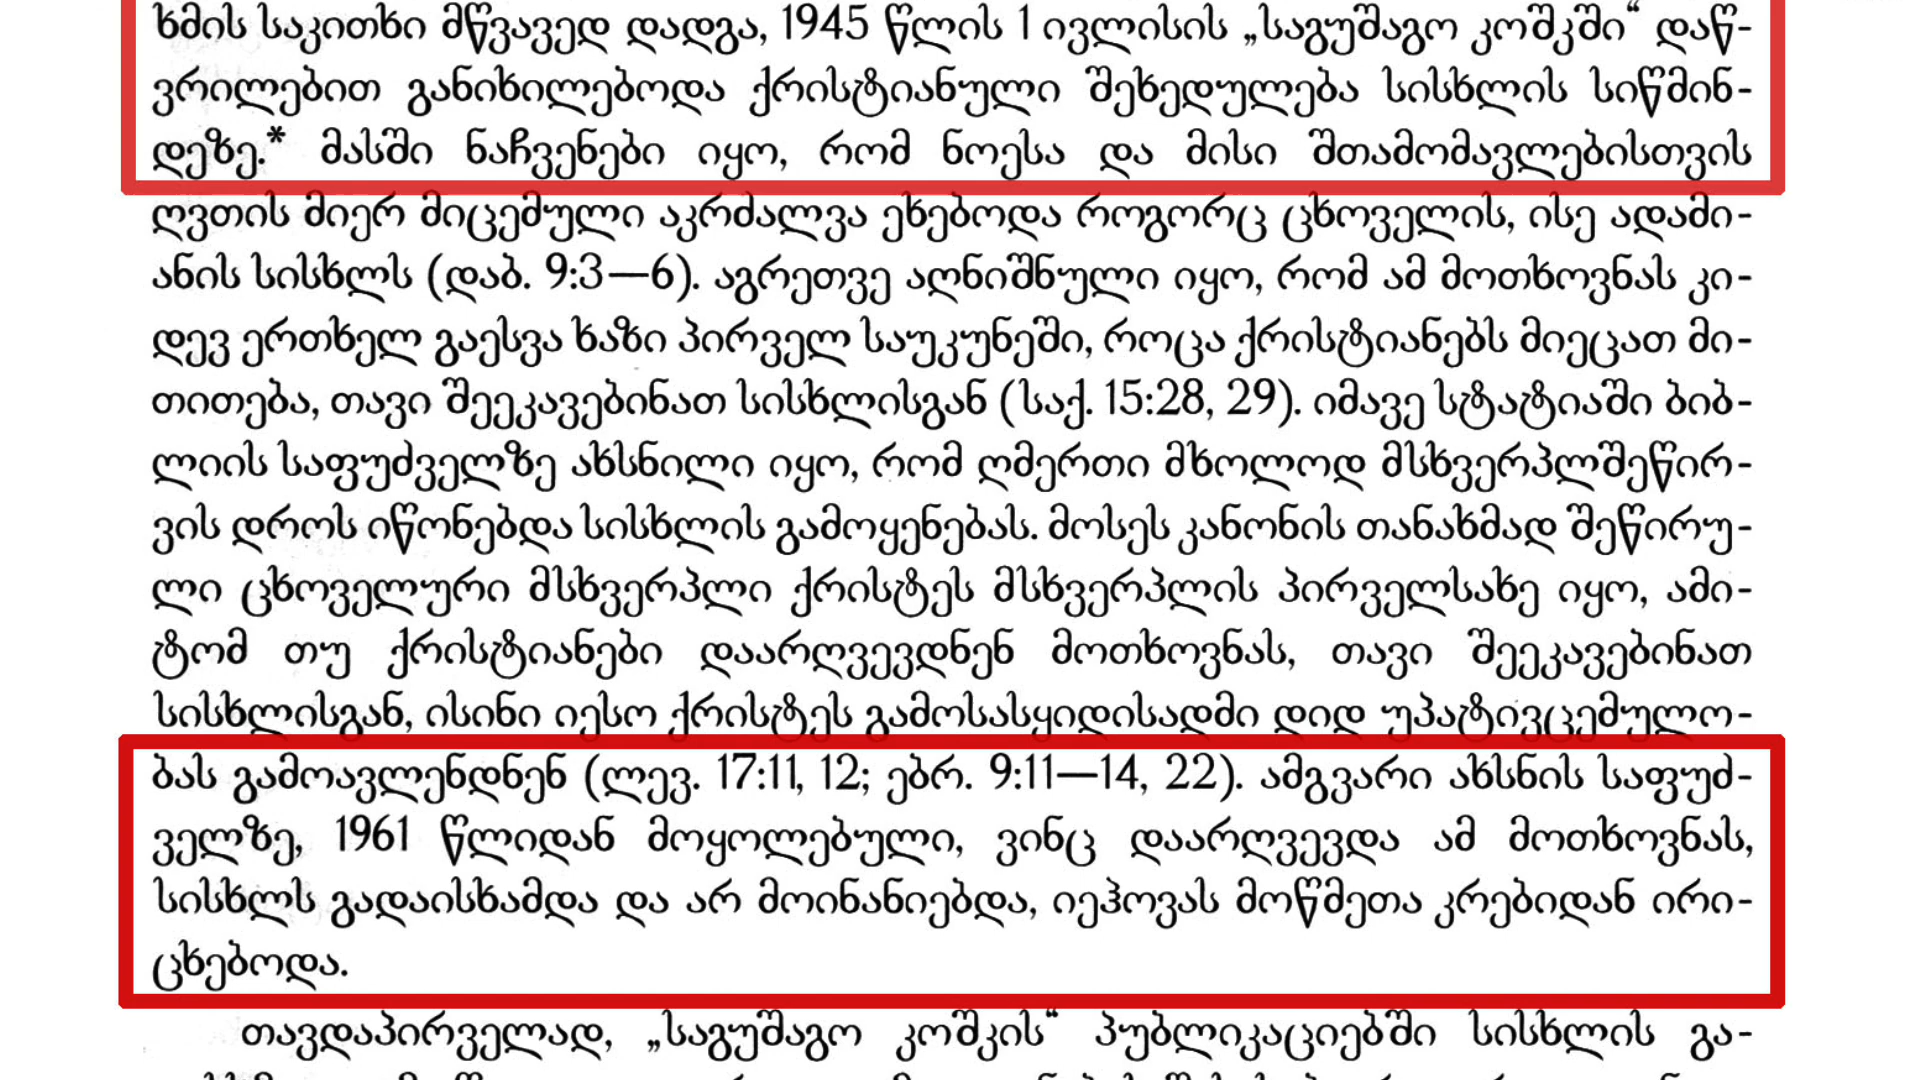 ხმის საკითხი მწვავედ დადგა, 1945 წლის 1 ივლისის „საგუშაგო კოშკში“ დაწ-
ვრილებით განიხილებოდა ქრისტიანული შეხედულება სისხლის სიწმინ-
დეზე.* მასში ნაჩვენები იყო, რომ ნოესა და მისი შთამომავლებისთვის
ღვთის მიერ მიცემული აკრძალვა ეხებოდა როგორც ცხოველის, ისე ადამი-
ანის სისხლს (დაბ. 9:3—6). აგრეთვე აღნიშნული იყო, რომ ამ მოთხოვნას კი-
დევ ერთხელ გაესვა ხაზი პირველ საუკუნეში, როცა ქრისტიანებს მიეცათ მი-
თითება, თავი შეეკავებინათ სისხლისგან (საქ. 15:28, 29). იმავე სტატიაში ბიბ-
ლიის საფუძველზე ახსნილი იყო, რომ ღმერთი მხოლოდ მსხვერპლშეწირ-
ვის დროს იწონებდა სისხლის გამოყენებას. მოსეს კანონის თანახმად შეწირუ-
ლი ცხოველური მსხვერპლი ქრისტეს მსხვერპლის პირველსახე იყო, ამი-
ტომ თუ ქრისტიანები დაარღვევდნენ მოთხოვნას, თავი შეეკავებინათ
სისხლისგან, ისინი იესო ქრისტეს გამოსასყიდისადმი დიდ უპატივცემულო-
ბას გამოავლენდნენ (ლევ. 17:11, 12; ებრ. 9:11—14, 22). ამგვარი ახსნის საფუძ-
ველზე, 1961 წლიდან მოყოლებული, ვინც დაარღვევდა ამ მოთხოვნას,
სისხლს გადაისხამდა და არ მოინანიებდა, იეჰოვას მოწმეთა კრებიდან ირი-
ცხებოდა.
თავდაპირველად, „საგუშაგო კოშკის“ პუბლიკაციებში სისხლის გა-